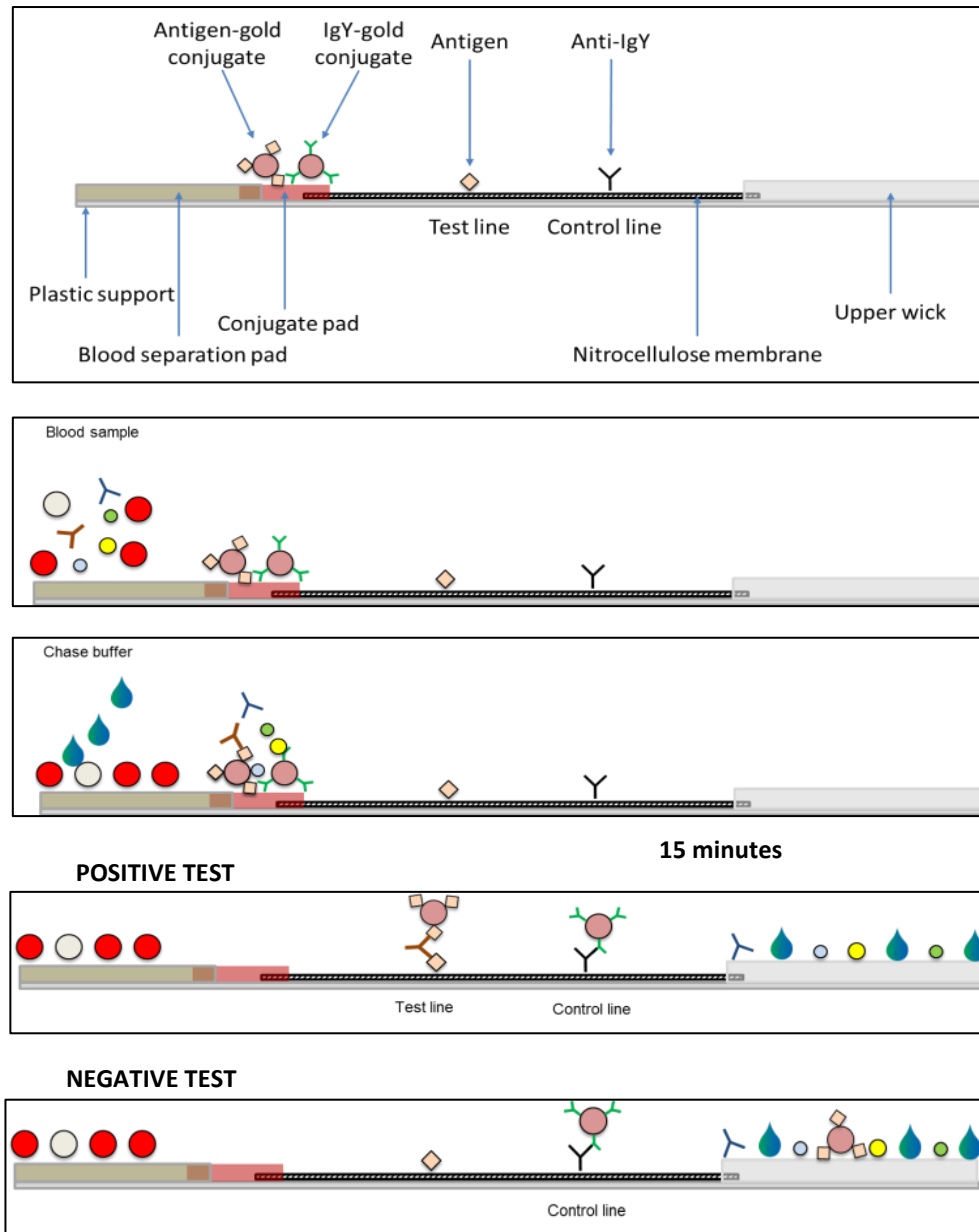 Antigen-gold
conjugate
IgY-gold
conjugate
Antigen
Anti-IgY
Test line
Control line
Plastic support
Conjugate pad
Blood separation pad
Nitrocellulose membrane
Upper wick
Blood sample
Chase buffer
15 minutes
POSITIVE TEST
Test line
Control line
NEGATIVE TEST
Control line